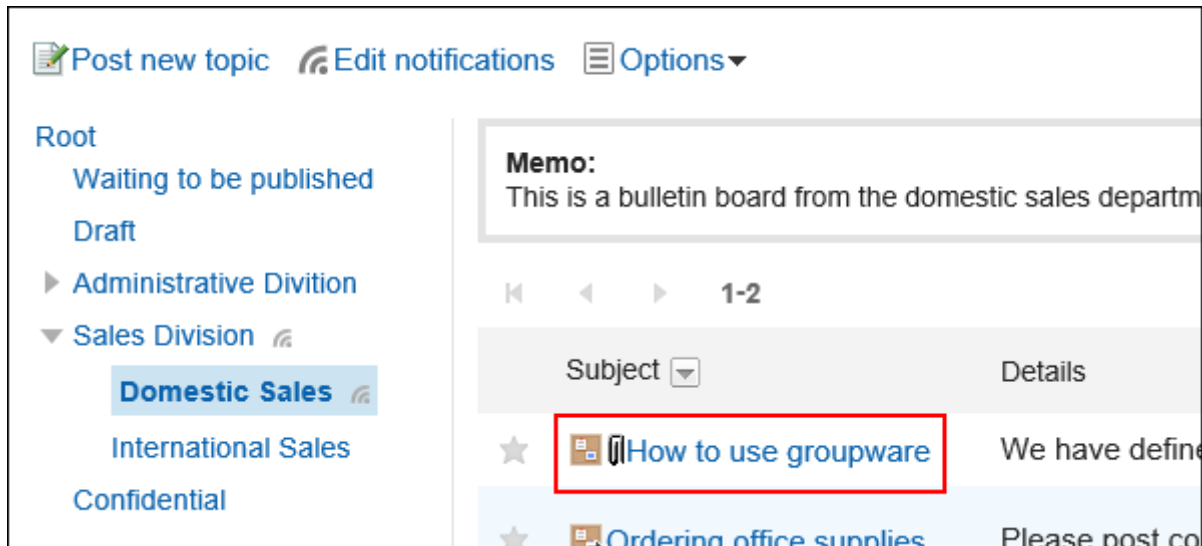 Post new topic Edit notifications Options
Root
Waiting to be published
Draft
Administrative Divition
Sales Division
Domestic Sales
International Sales
Confidential
Memo:
This is a bulletin board from the domestic sales departm
1-2
Subject Details
How to use groupware We have define
Ordering office supplies Please post co